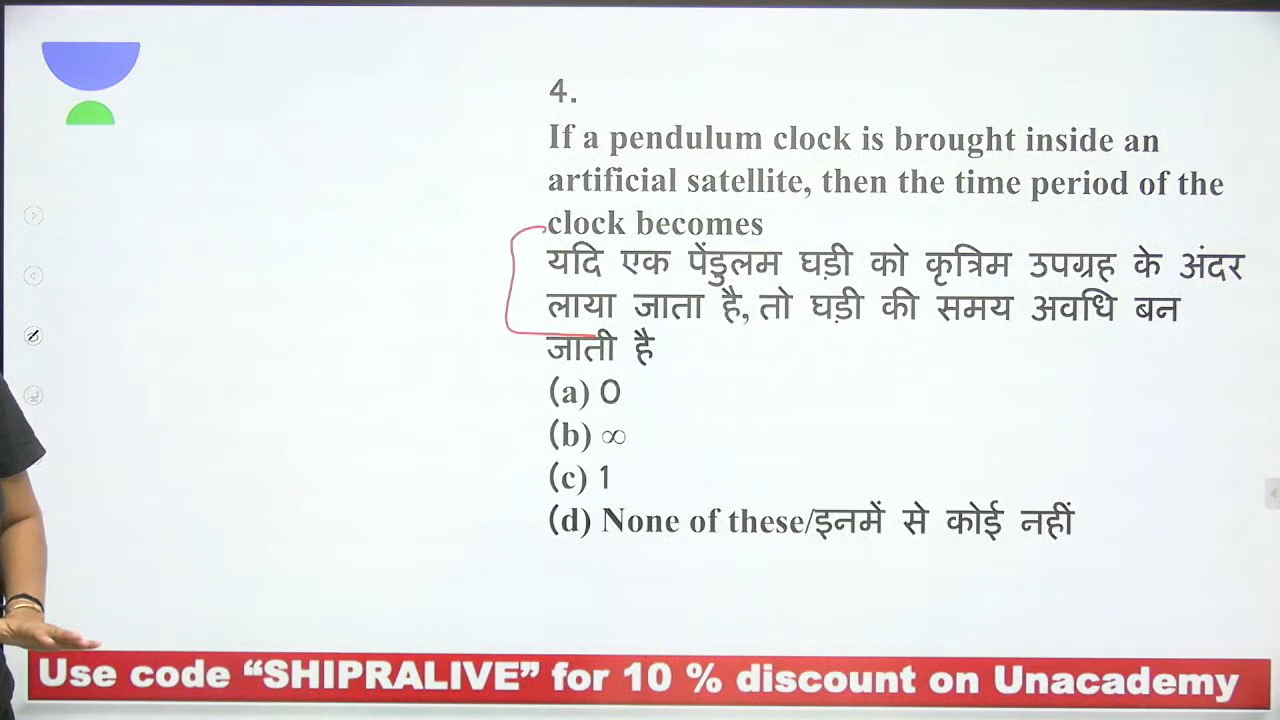 4.
If a pendulum clock is brought inside an
artificial satellite, then the time period of the
clock becomes
यदि एक पेंडुलम घड़ी को कृत्रिम उपग्रह के अंदर
लाया जाता है, तो घड़ी की समय अवधि बन
जाती है
(a) 0
(b) ∞
(c) 1
(d) None of these/इनमें से कोई नहीं
Use code “SHIPRALIVE” for 10 % discount on Unacademy